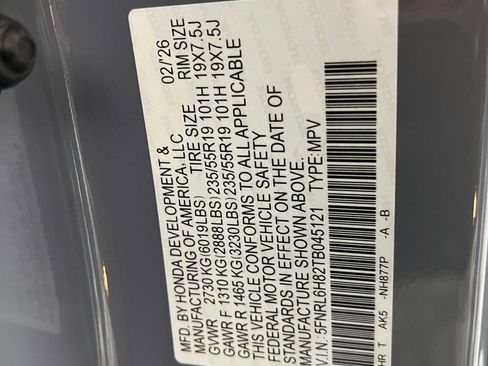 MFD. BY HONDA DEVELOPMENT & 02/'26
MANUFACTURING OF AMERICA, LLC
TIRE SIZE RIM SIZE
GVWR 2730 KG(6019LBS)
GAWR F 1310 KG(2888LBS)235/55R19 101H 19X7.5J
GAWR R 1465 KG(3230LBS)235/55R19 101H 19X7.5J
THIS VEHICLE CONFORMS TO ALL APPLICABLE
FEDERAL MOTOR VEHICLE SAFETY
STANDARDS IN EFFECT ON THE DATE OF
MANUFACTURE SHOWN ABOVE.
V.I.N.: 5FNRL6H82TB045121 TYPE:MPV
HR T AK5 -NH877P -A -B